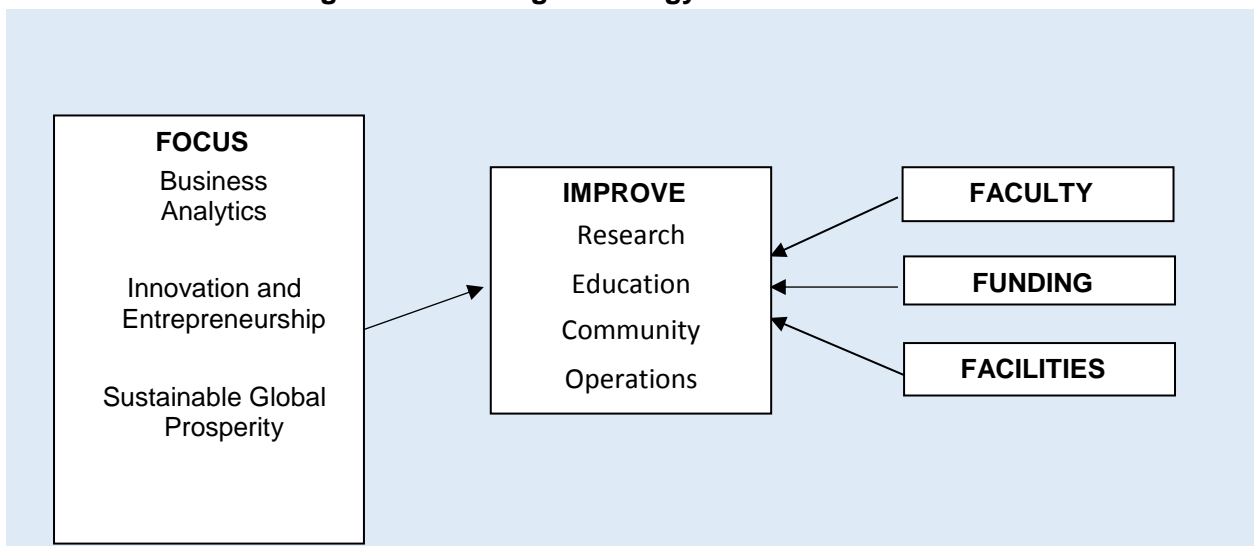 FOCUS
Business
Analytics
Innovation and
Entrepreneurship
Sustainable Global
Prosperity
IMPROVE
Research
Education
Community
Operations
FACULTY
FUNDING
FACILITIES